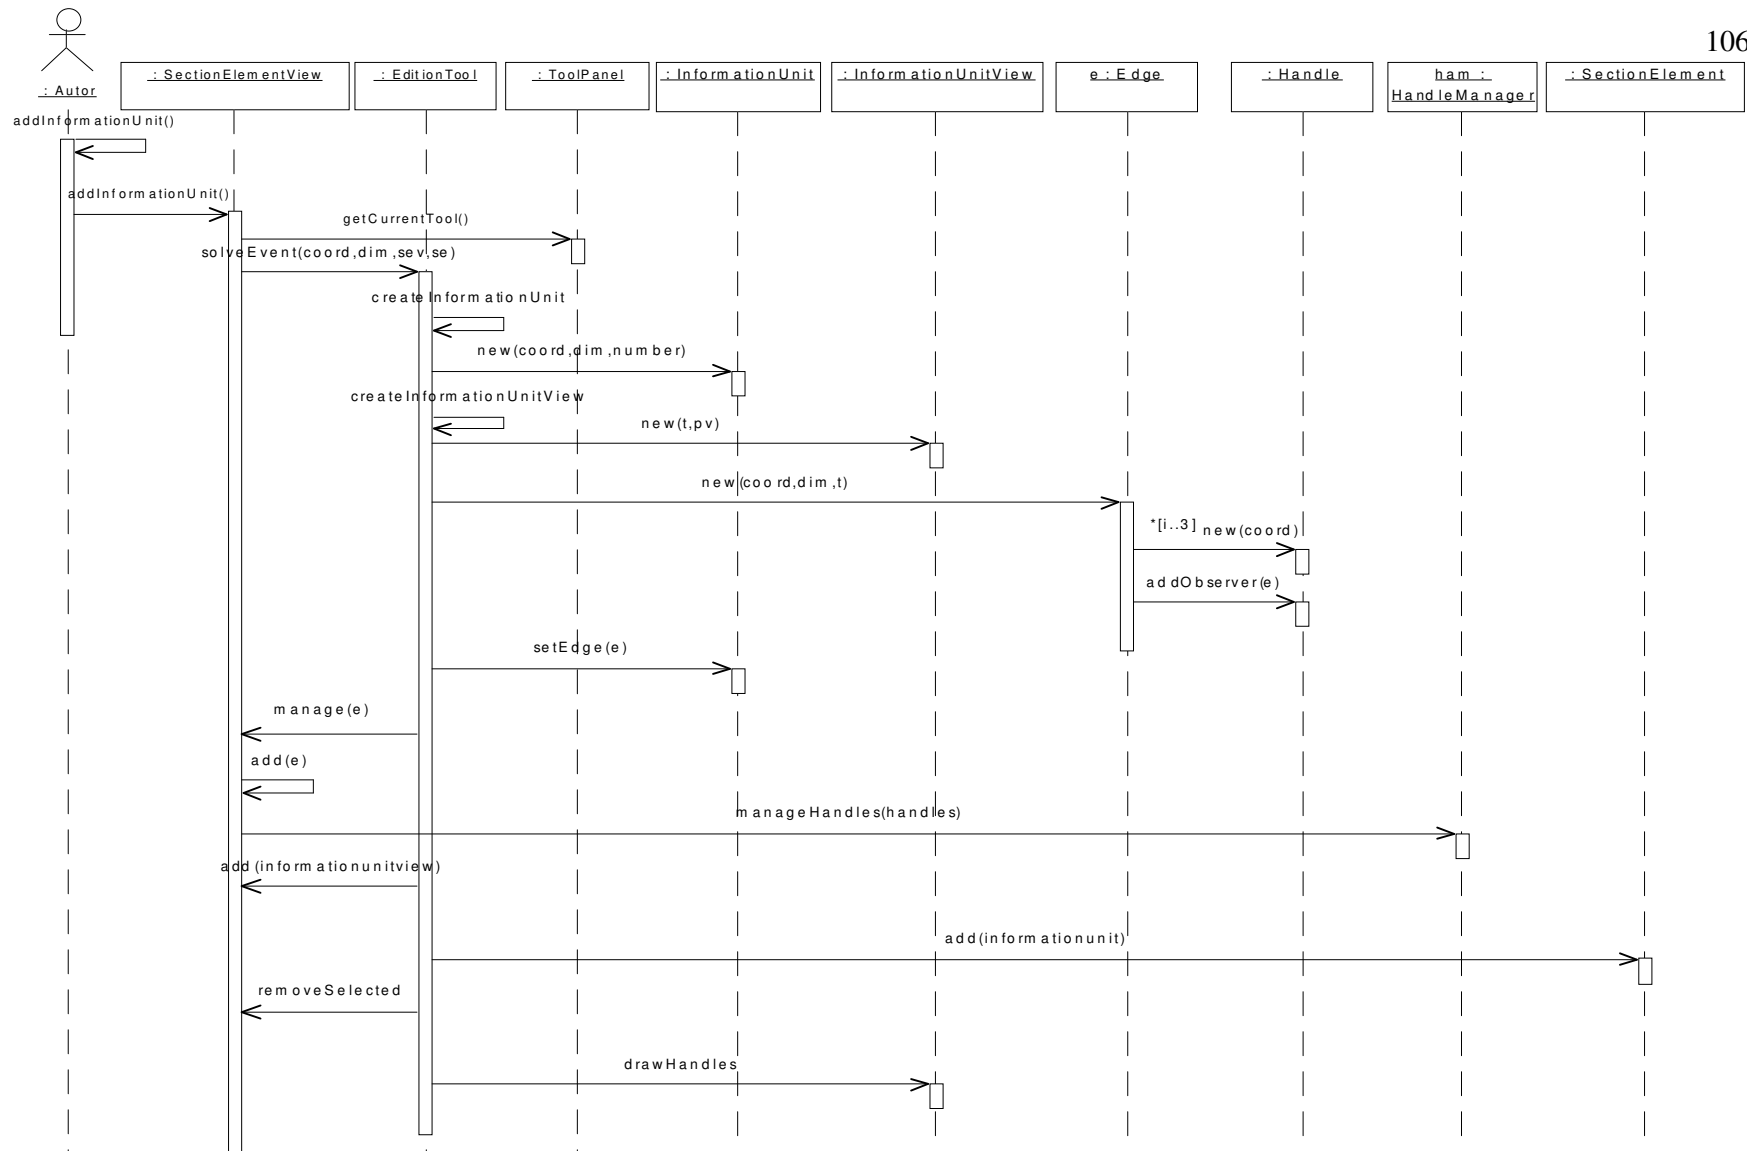 106
: Autor
: SectionElementView
: EditionTool
: ToolPanel
: InformationUnit
: InformationUnitView
e : Edge
: Handle
ham :
HandleManager
: SectionElement
addInformationUnit()
addInformationUnit()
getCurrentTool()
solveEvent(coord,dim,sev,se)
createInformationUnit
new(coord,dim,number)
createInformationUnitView
new(t,pv)
new(coord,dim,t)
*[i..3]
new(coord)
addObserver(e)
setEdge(e)
manage(e)
add(e)
manageHandles(handles)
add(informationunitview)
add(informationunit)
removeSelected
drawHandles